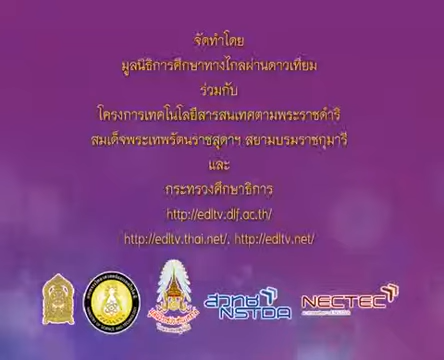 จัดทำโดย
มูลนิธิการศึกษาทางไกลผ่านดาวเทียม
ร่วมกับ
โครงการเทคโนโลยีสารสนเทศตามพระราชดำริ
สมเด็จพระเทพรัตนราชสุดาฯ สยามบรมราชกุมารี
และ
กระทรวงศึกษาธิการ
http://edltv.dlf.ac.th/
http://edltv.thai.net/, http://edltv.net/
สวทช
NSTDA
NECTEC